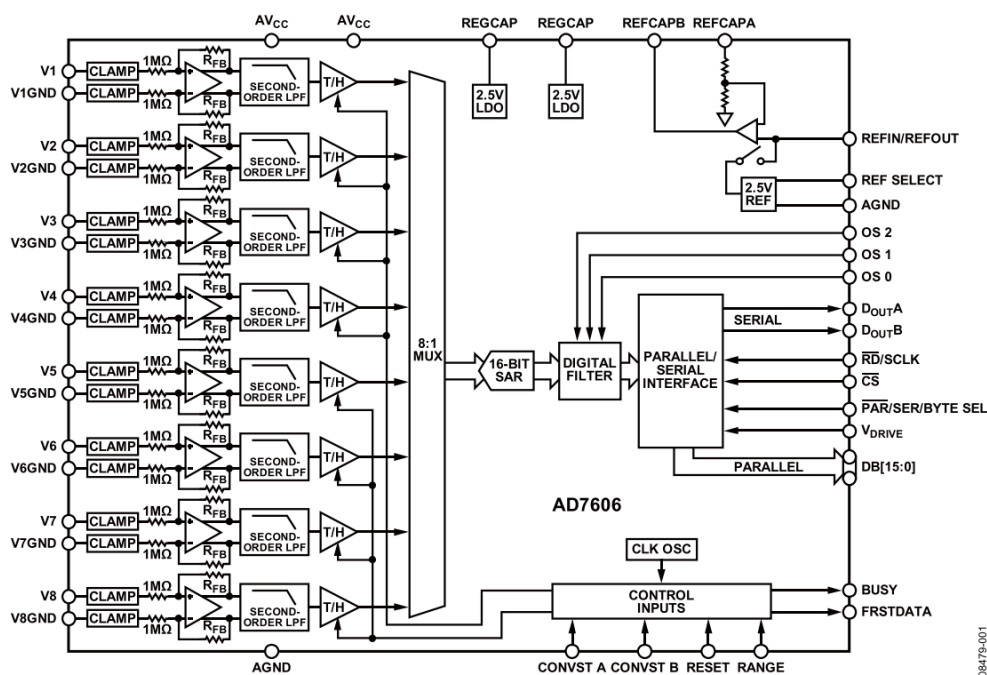 AVCC
AVCC
REGCAP
REGCAP
REFCAPB
REFCAPA
V1
CLAMP
1MΩ
RFB
V1GND
CLAMP
1MΩ
RFB
SECOND-
ORDER LPF
T/H
2.5V
LDO
2.5V
LDO
V2
CLAMP
1MΩ
RFB
V2GND
CLAMP
1MΩ
RFB
SECOND-
ORDER LPF
T/H
REFIN/REFOUT
2.5V
REF
REF SELECT
AGND
V3
CLAMP
1MΩ
RFB
V3GND
CLAMP
1MΩ
RFB
SECOND-
ORDER LPF
T/H
OS 2
OS 1
OS 0
V4
CLAMP
1MΩ
RFB
V4GND
CLAMP
1MΩ
RFB
SECOND-
ORDER LPF
T/H
8:1
MUX
16-BIT
SAR
DIGITAL
FILTER
PARALLEL/
SERIAL
INTERFACE
SERIAL
DOUTA
DOUTB
RD/SCLK
CS
PAR/SER/BYTE SEL
VDRIVE
PARALLEL
DB[15:0]
V5
CLAMP
1MΩ
RFB
V5GND
CLAMP
1MΩ
RFB
SECOND-
ORDER LPF
T/H
V6
CLAMP
1MΩ
RFB
V6GND
CLAMP
1MΩ
RFB
SECOND-
ORDER LPF
T/H
AD7606
V7
CLAMP
1MΩ
RFB
V7GND
CLAMP
1MΩ
RFB
SECOND-
ORDER LPF
T/H
CLK OSC
V8
CLAMP
1MΩ
RFB
V8GND
CLAMP
1MΩ
RFB
SECOND-
ORDER LPF
T/H
CONTROL
INPUTS
BUSY
FRSTDATA
AGND
CONVST A
CONVST B
RESET
RANGE
08479-001